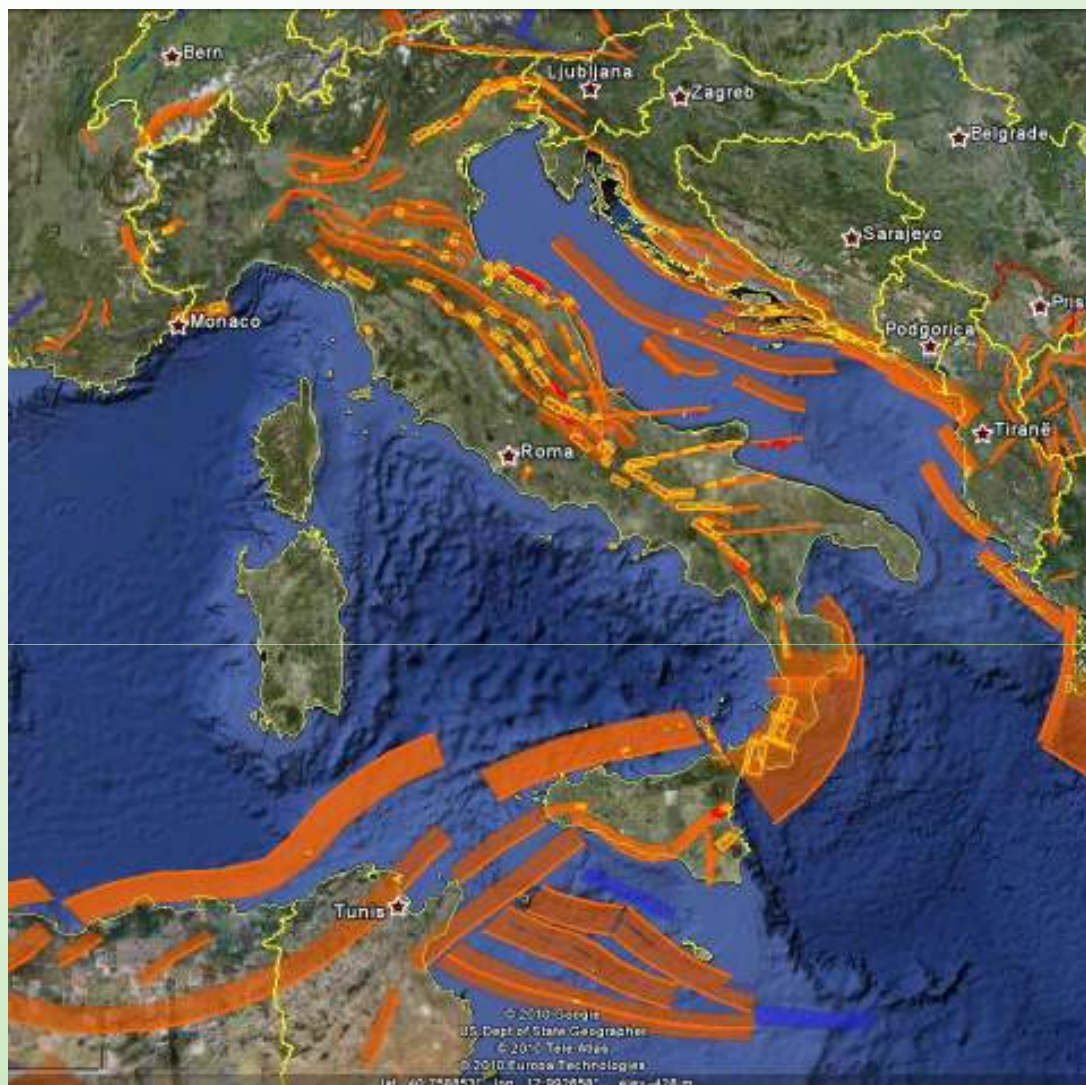 Bern
Ljubljana
Zagreb
Belgrade
Sarajevo
Monaco
Pris
Podgorica
Tiranë
Roma
Tunis
© 2010 Google
US Dept of State Geographer
© 2010 Tele Atlas
© 2010 Europa Technologies